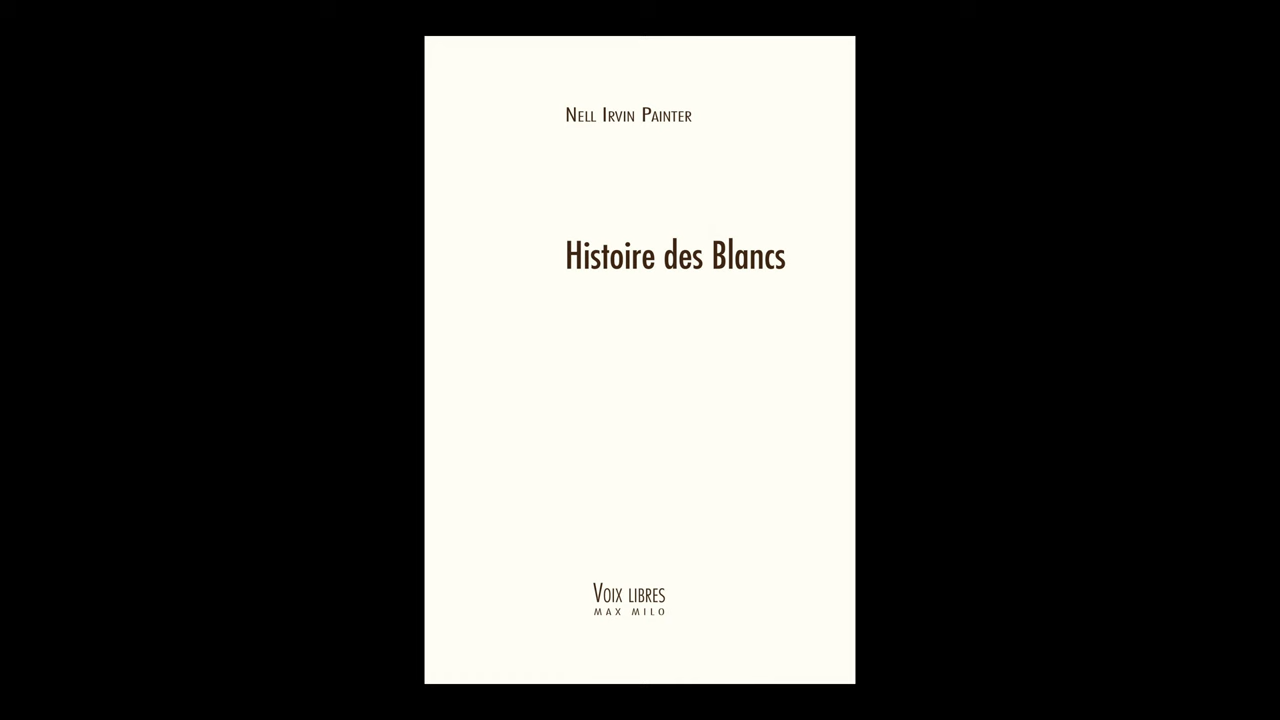 Nell Irvin Painter
Histoire des Blancs
Voix libres
MAX MILO